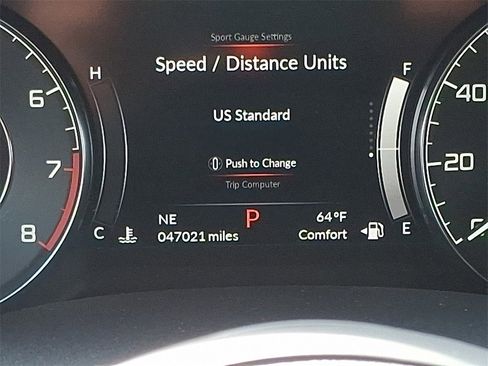 Sport Gauge Settings
Speed / Distance Units
US Standard
Push to Change
Trip Computer
H
C
F
E
6
7
8
40
20
NE
P
64°F
047021 miles
Comfort